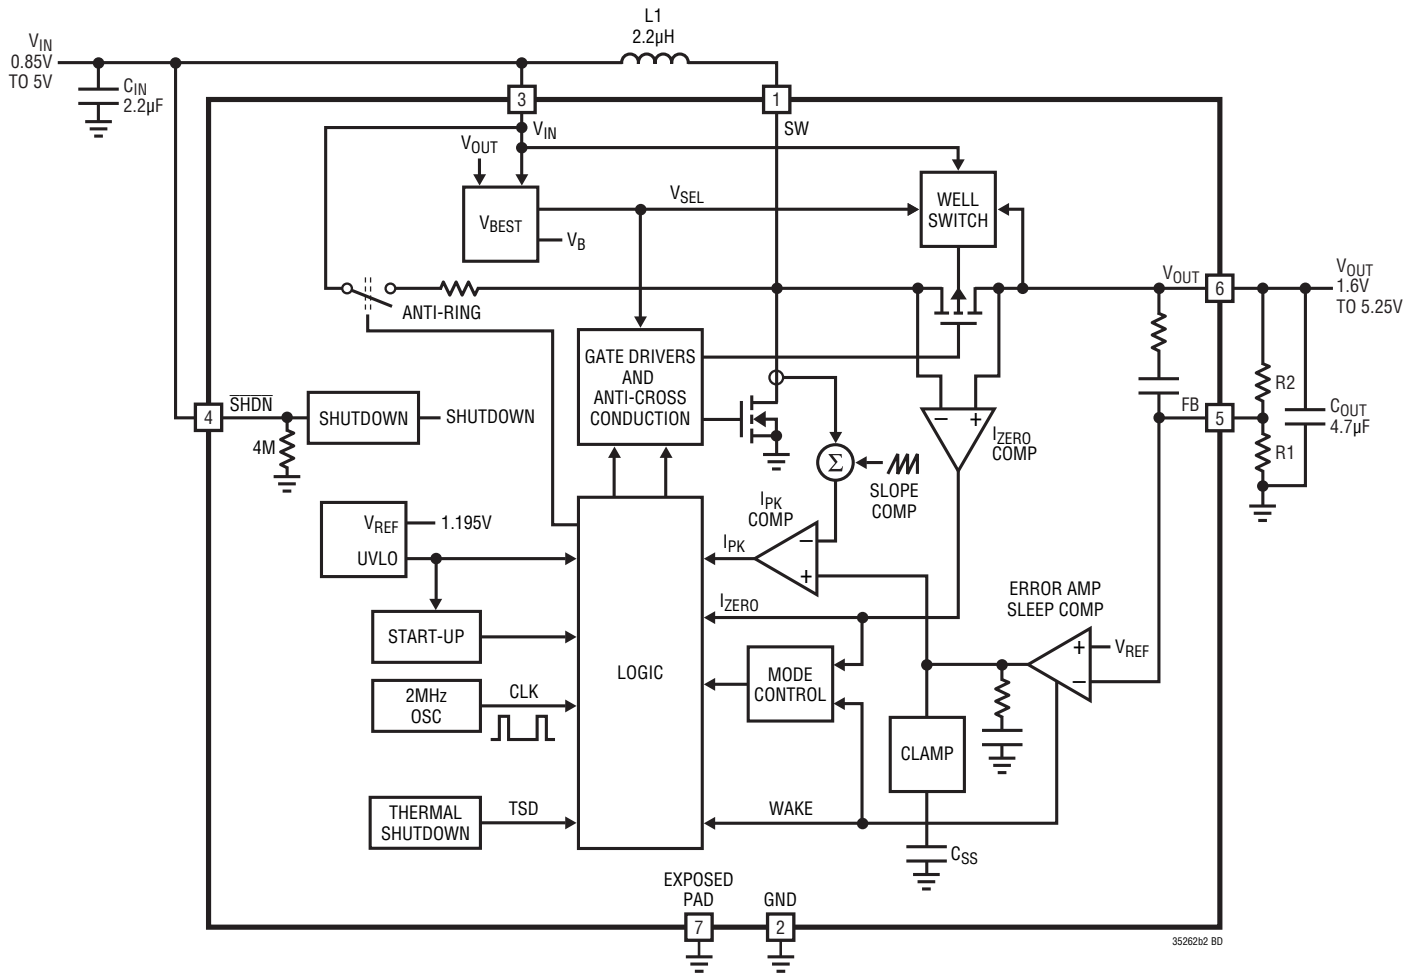 L1
2.2µH
VIN
0.85V
TO 5V
CIN
2.2µF
3
1
VIN
SW
VOUT
VBEST
VSEL
VB
WELL
SWITCH
VOUT
6
VOUT
1.6V
TO 5.25V
ANTI-RING
GATE DRIVERS
AND
ANTI-CROSS
CONDUCTION
R2
4
SHDN
SHUTDOWN
SHUTDOWN
4M
FB
5
COUT
4.7µF
R1
–
+
IZERO
COMP
Σ
SLOPE
COMP
IPK
COMP
VREF
1.195V
UVLO
IPK
–
+
START-UP
IZERO
ERROR AMP
SLEEP COMP
+
–
VREF
LOGIC
MODE
CONTROL
2MHz
OSC
CLK
CLAMP
THERMAL
SHUTDOWN
TSD
WAKE
CSS
EXPOSED
PAD
GND
7
2
35262b2 BD